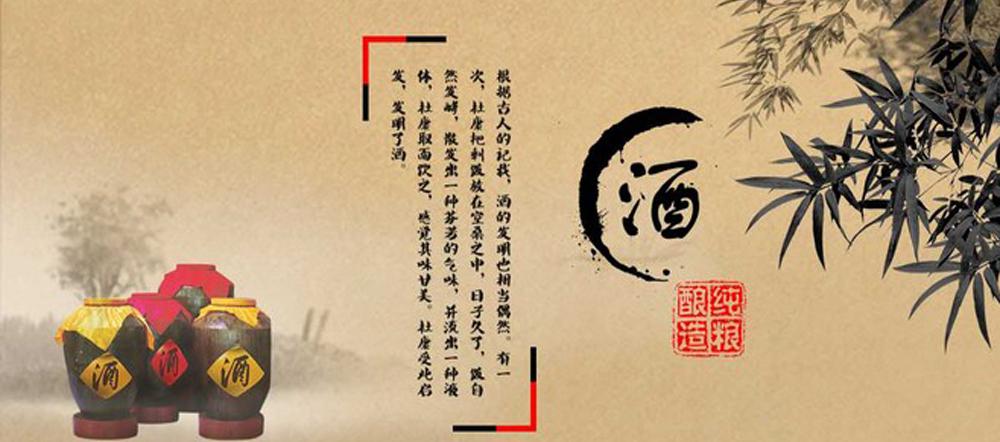 酒
纯粮
酿造
根据古人的记找，酒的发明也相当偶然。有一
次，杜康把剩饭放在空桑之中，日子久了，饭自
然发酵，散发出一种芬芳的气味，并流出一种液
体，杜康取而饮之，感觉其味甘美。杜康受此启
发，发明了酒。
酒
酒
酒